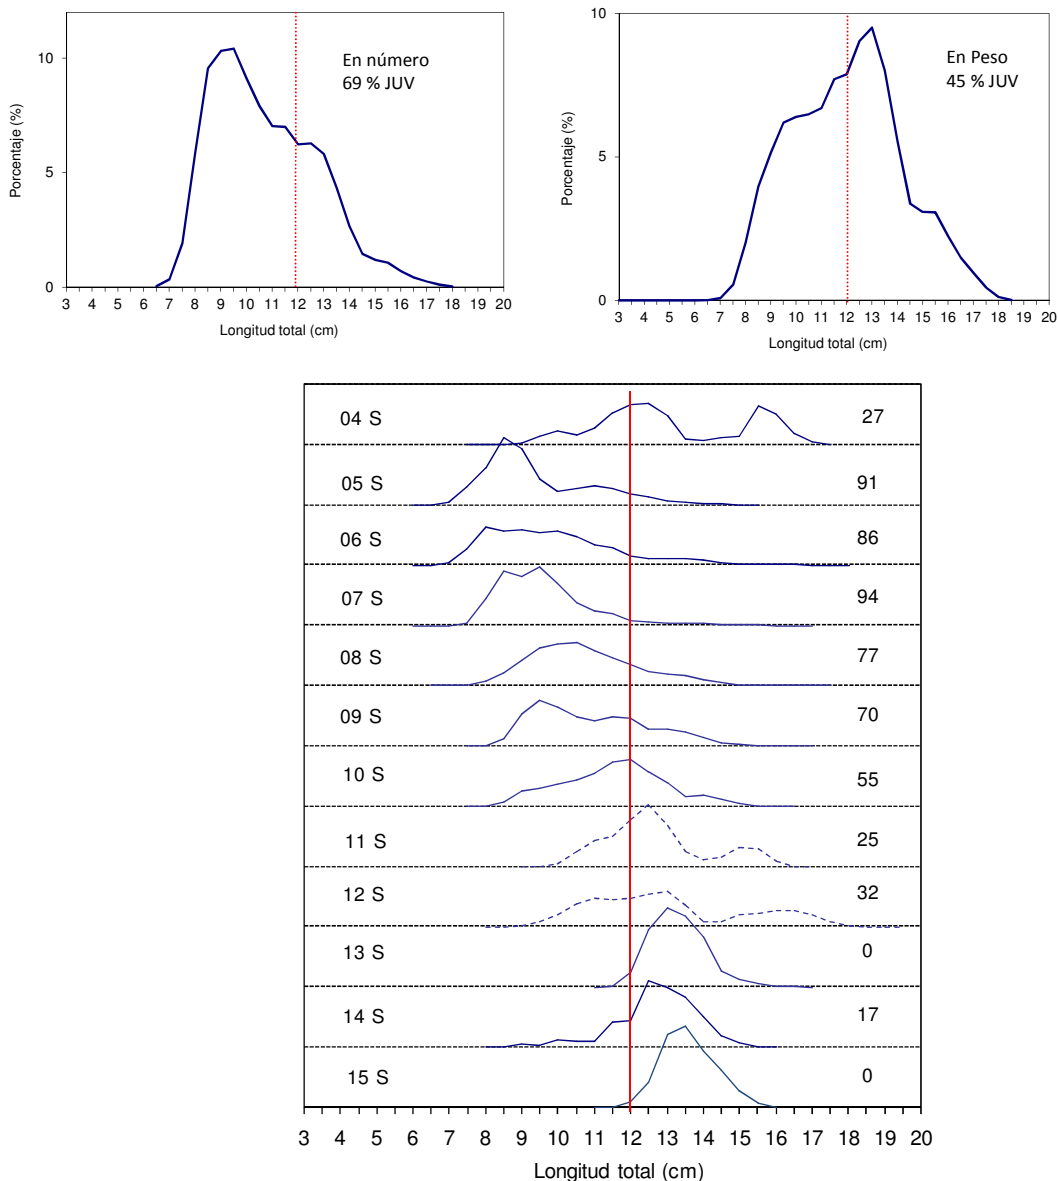 En número
69 % JUV
Porcentaje (%)
10
5
0
3 4 5 6 7 8 9 10 11 12 13 14 15 16 17 18 19 20
Longitud total (cm)
En Peso
45 % JUV
Porcentaje (%)
10
5
0
3 4 5 6 7 8 9 10 11 12 13 14 15 16 17 18 19 20
Longitud total (cm)
04 S 27
05 S 91
06 S 86
07 S 94
08 S 77
09 S 70
10 S 55
11 S 25
12 S 32
13 S 0
14 S 17
15 S 0
3 4 5 6 7 8 9 10 11 12 13 14 15 16 17 18 19 20
Longitud total (cm)